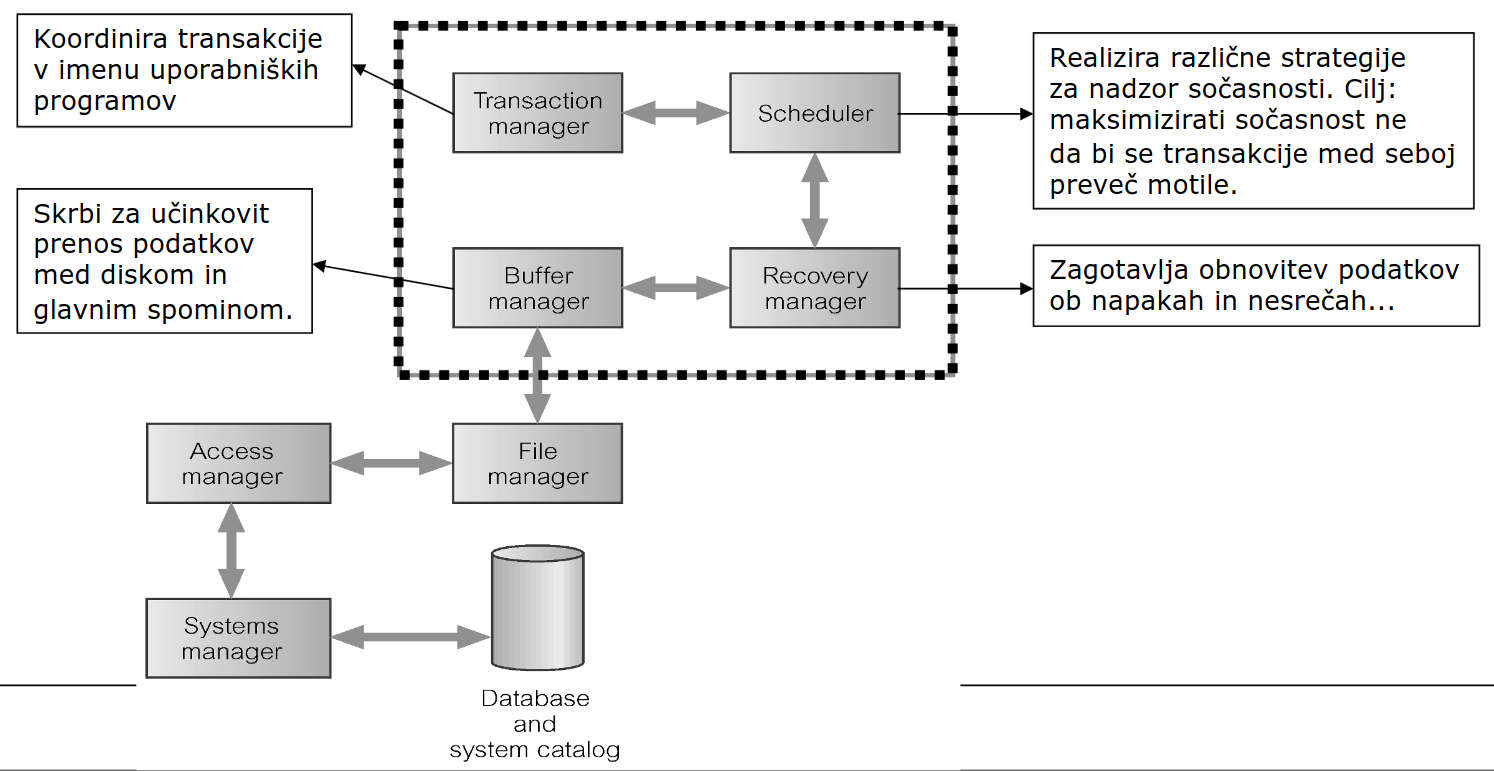 Koordinira transakcije
v imenu uporabniških
programov
Transaction
manager
Scheduler
Realizira različne strategije
za nadzor sočasnosti. Cilj:
maksimizirati sočasnost ne
da bi se transakcije med seboj
preveč motile.
Skrbi za učinkovit
prenos podatkov
med diskom in
glavnim spominom.
Buffer
manager
Recovery
manager
Zagotavlja obnovitev podatkov
ob napakah in nesrečah...
Access
manager
File
manager
Systems
manager
Database
and
system catalog